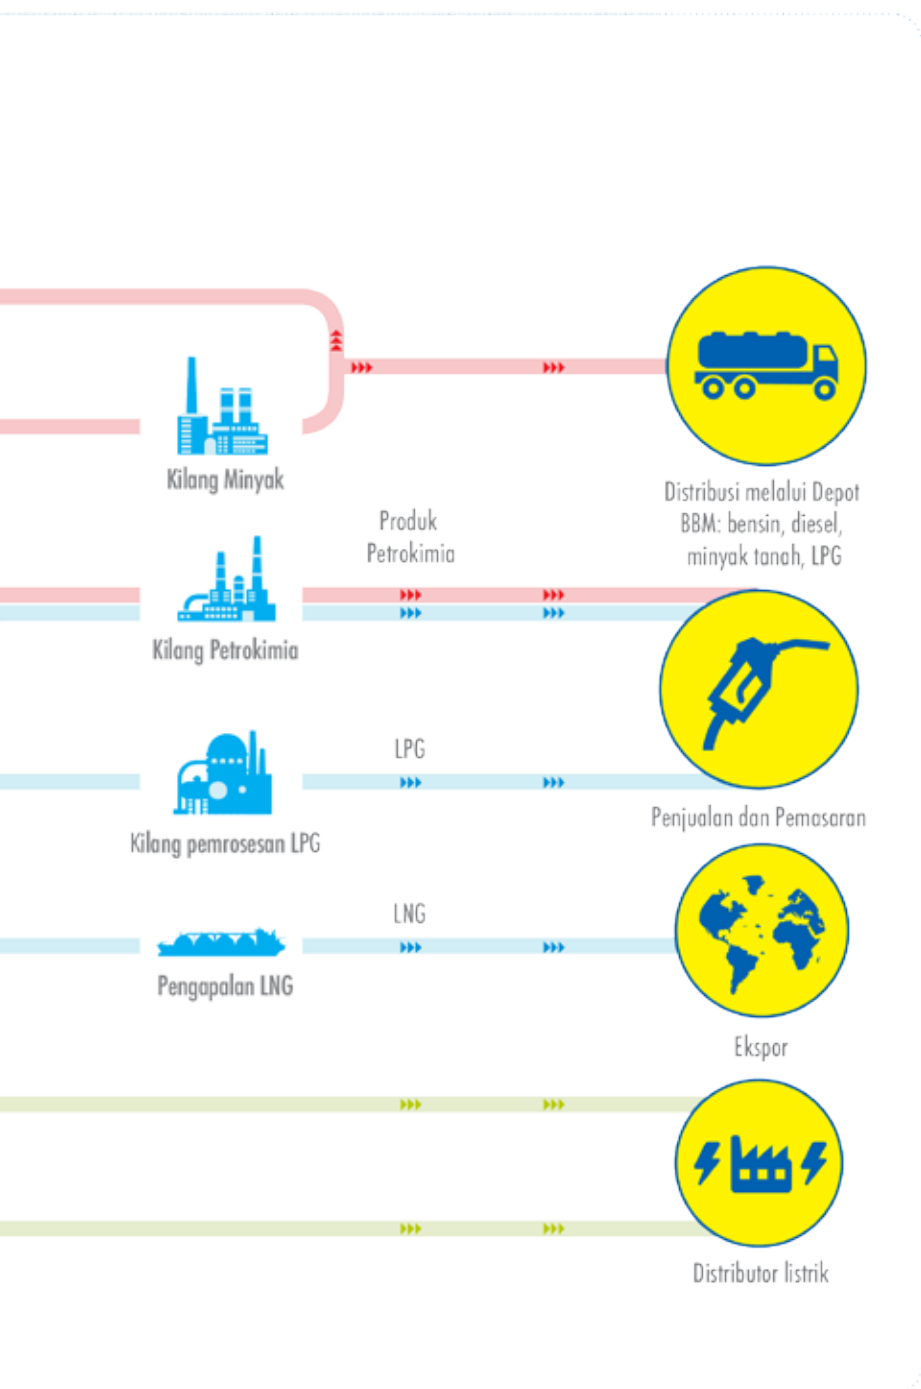 Kilang Minyak
Distribusi melalui Depot
BBM: bensin, diesel,
minyak tanah, LPG
Produk
Petrokimia
Kilang Petrokimia
LPG
Penjualan dan Pemasaran
Kilang pemrosesan LPG
LNG
Pengapalan LNG
Ekspor
Distributor listrik